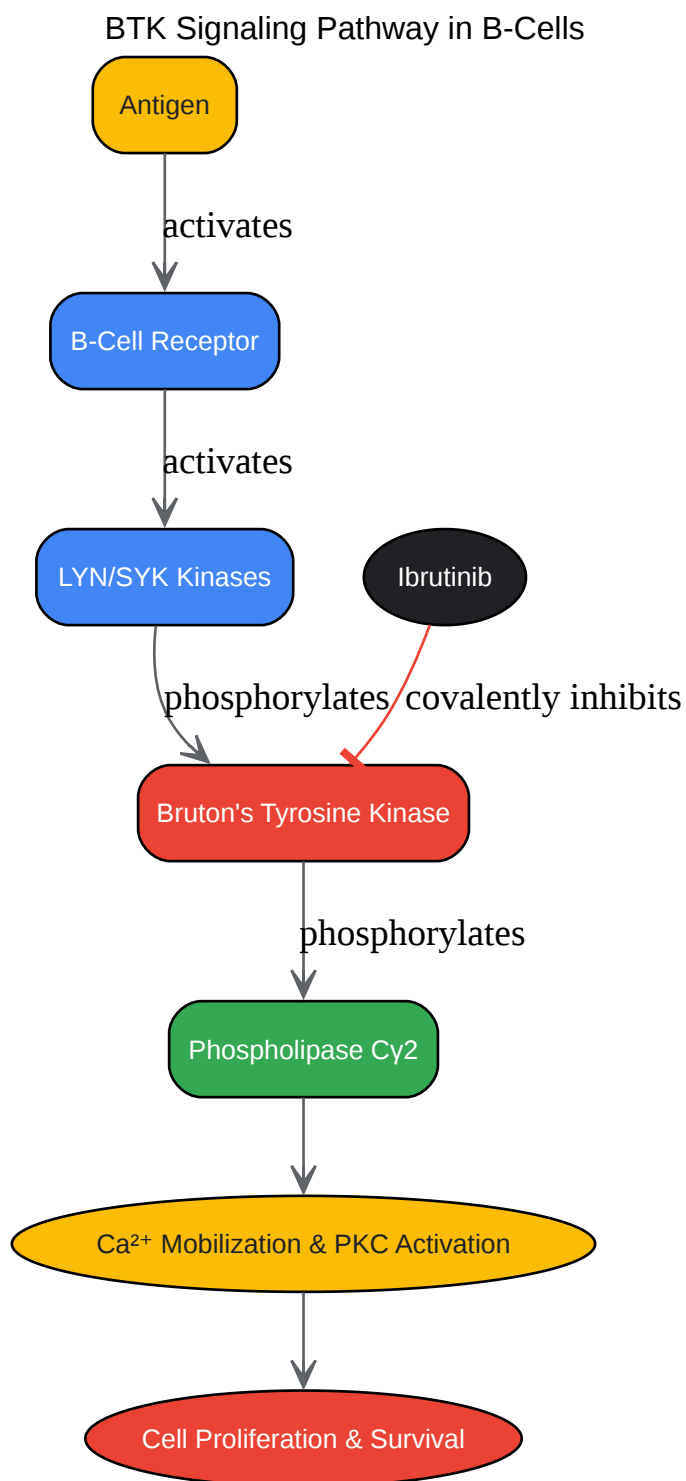 BTK Signaling Pathway in B-Cells
Antigen
activates
B-Cell Receptor
activates
LYN/SYK Kinases
Ibrutinib
phosphorylates
covalently inhibits
Bruton's Tyrosine Kinase
phosphorylates
Phospholipase Cγ2
Ca²⁺ Mobilization & PKC Activation
Cell Proliferation & Survival